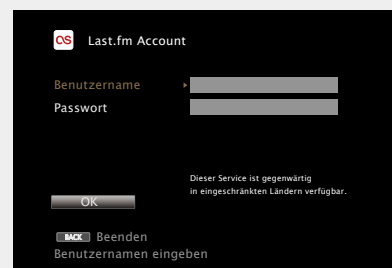 Last.fm Account
Benutzername
Passwort
Dieser Service ist gegenwärtig
in eingeschränkten Ländern verfügbar.
OK
BACK Beenden
Benutzernamen eingeben